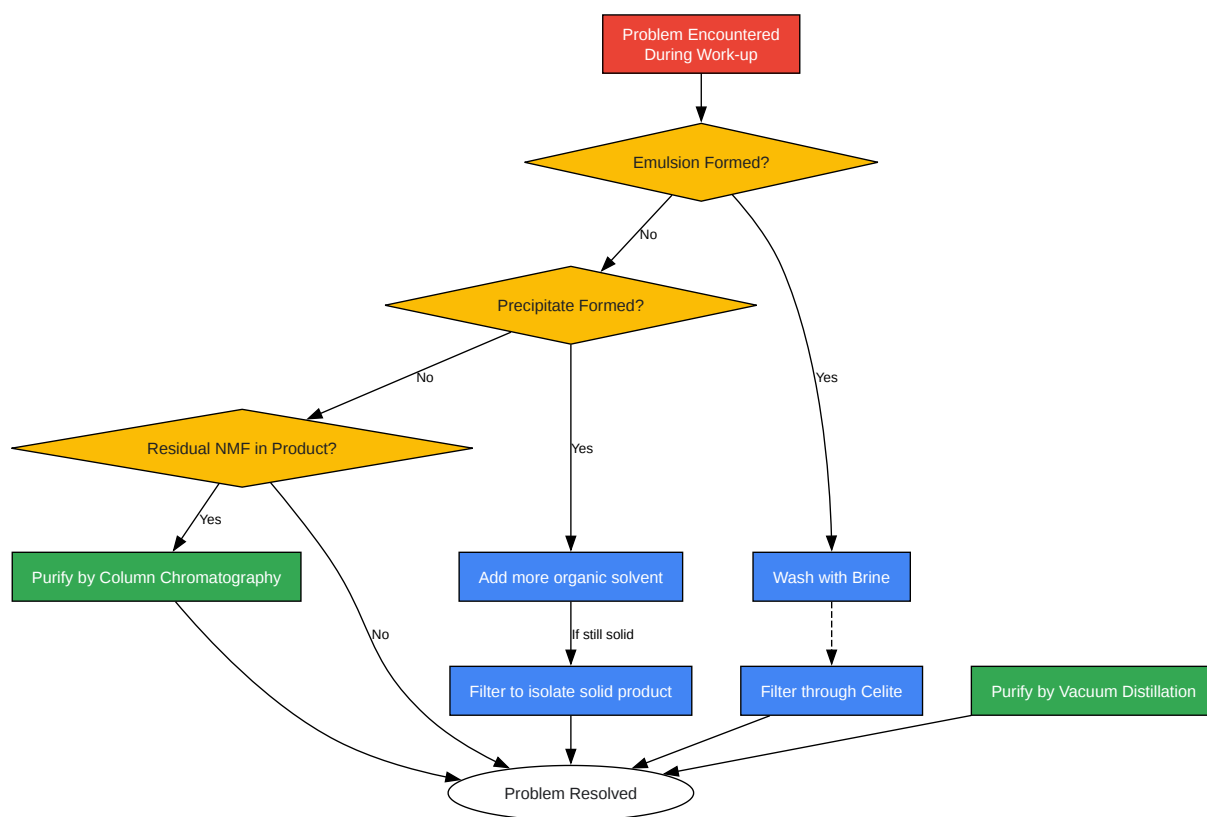 Problem Encountered
During Work-up
Emulsion Formed?
No
Precipitate Formed?
No
Yes
Residual NMF in Product?
Yes
Yes
Purify by Column Chromatography
Add more organic solvent
Wash with Brine
No
If still solid
Filter to isolate solid product
Filter through Celite
Purify by Vacuum Distillation
Problem Resolved